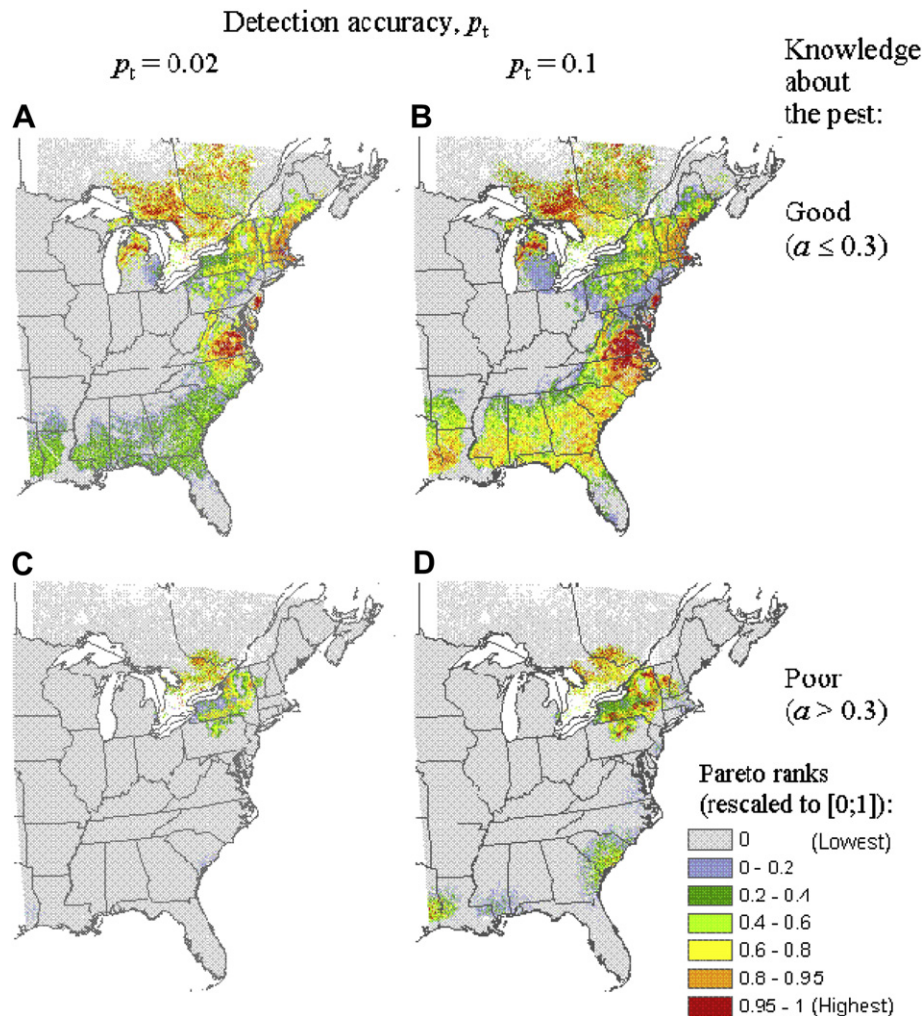 Detection accuracy, pt
pt = 0.02
pt = 0.1
Knowledge
about
the pest:
A
B
Good
(a ≤ 0.3)
C
D
Poor
(a > 0.3)
Pareto ranks
(rescaled to [0;1]):
0 (Lowest)
0 - 0.2
0.2 - 0.4
0.4 - 0.6
0.6 - 0.8
0.8 - 0.95
0.95 - 1 (Highest)